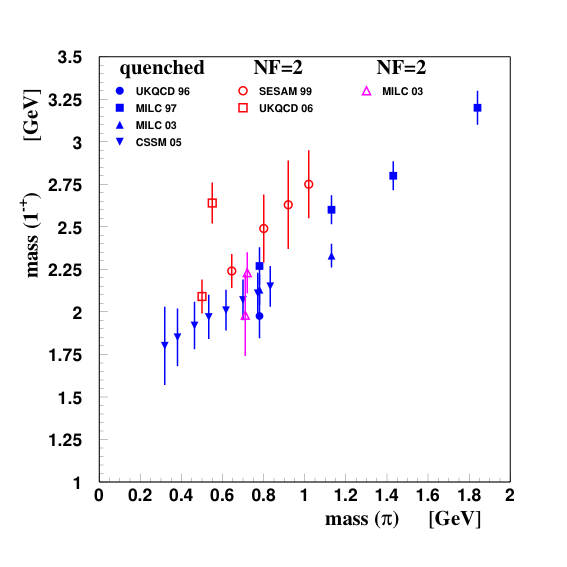 3.5
3.25
3
2.75
2.5
2.25
2
1.75
1.5
1.25
1
mass (1⁻⁺) [GeV]
quenched NF=2 NF=2
UKQCD 96 SESAM 99 MILC 03
MILC 97 UKQCD 06
MILC 03
CSSM 05
0 0.2 0.4 0.6 0.8 1 1.2 1.4 1.6 1.8 2
mass (π) [GeV]